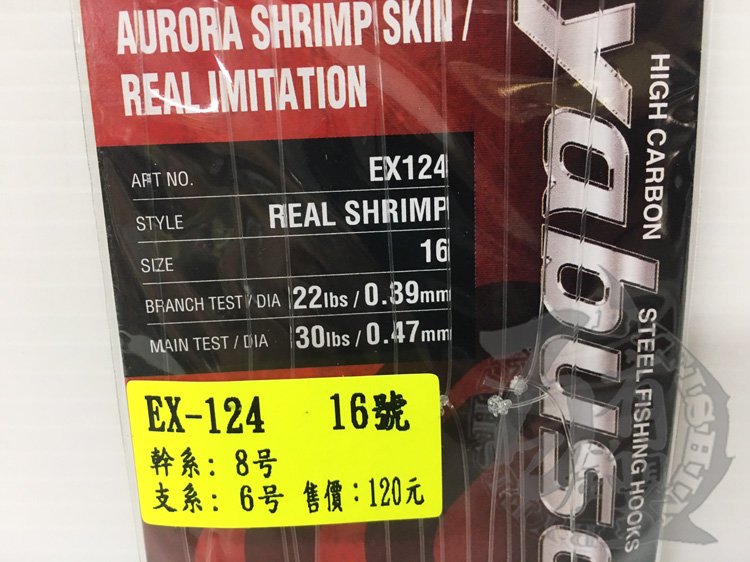 AURORA SHRIMP SKIN /
REAL IMITATION
ART NO. EX124
STYLE REAL SHRIMP
SIZE 16
BRANCH TEST / DIA 22lbs / 0.39mm
MAIN TEST / DIA 30lbs / 0.47mm
EX-124 16號
幹系: 8号
支系: 6号 售價:120元
yabusa
HIGH CARBON STEEL FISHING HOOKS